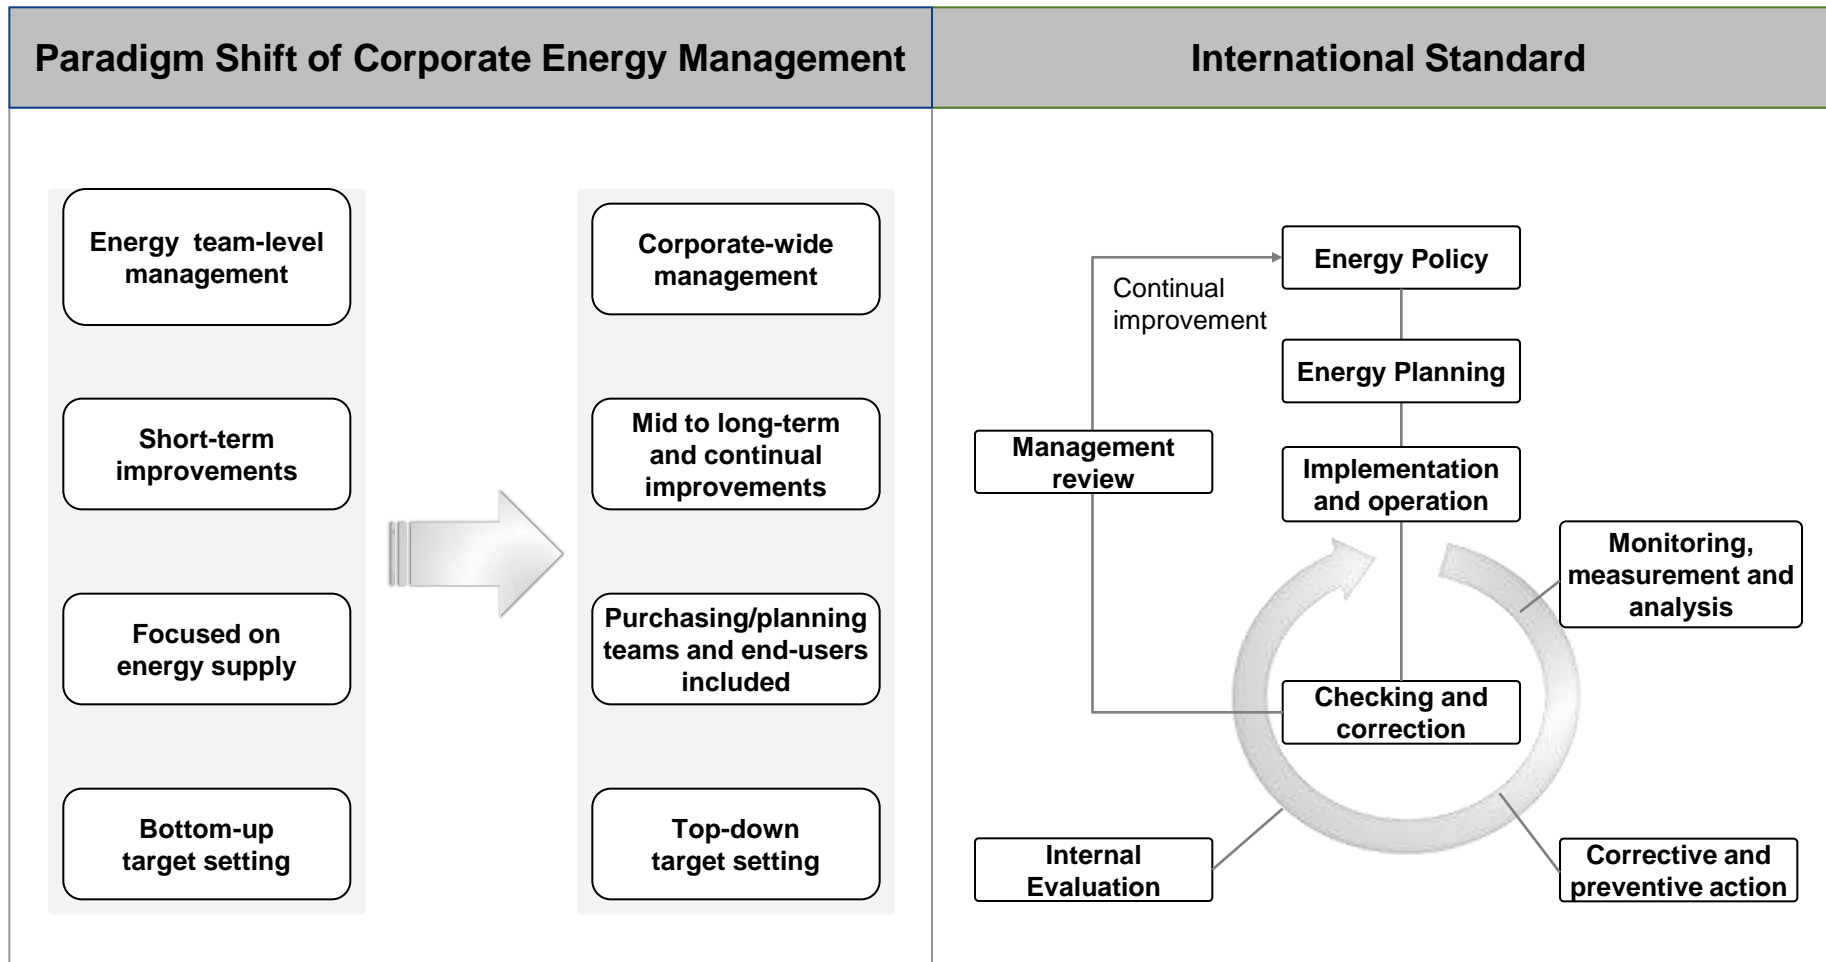 Paradigm Shift of Corporate Energy Management
Energy team-level
management
Short-term
improvements
Focused on
energy supply
Bottom-up
target setting
Corporate-wide
management
Mid to long-term
and continual
improvements
Purchasing/planning
teams and end-users
included
Top-down
target setting
International Standard
Energy Policy
Continual
improvement
Energy Planning
Management
review
Implementation
and operation
Monitoring,
measurement and
analysis
Checking and
correction
Internal
Evaluation
Corrective and
preventive action